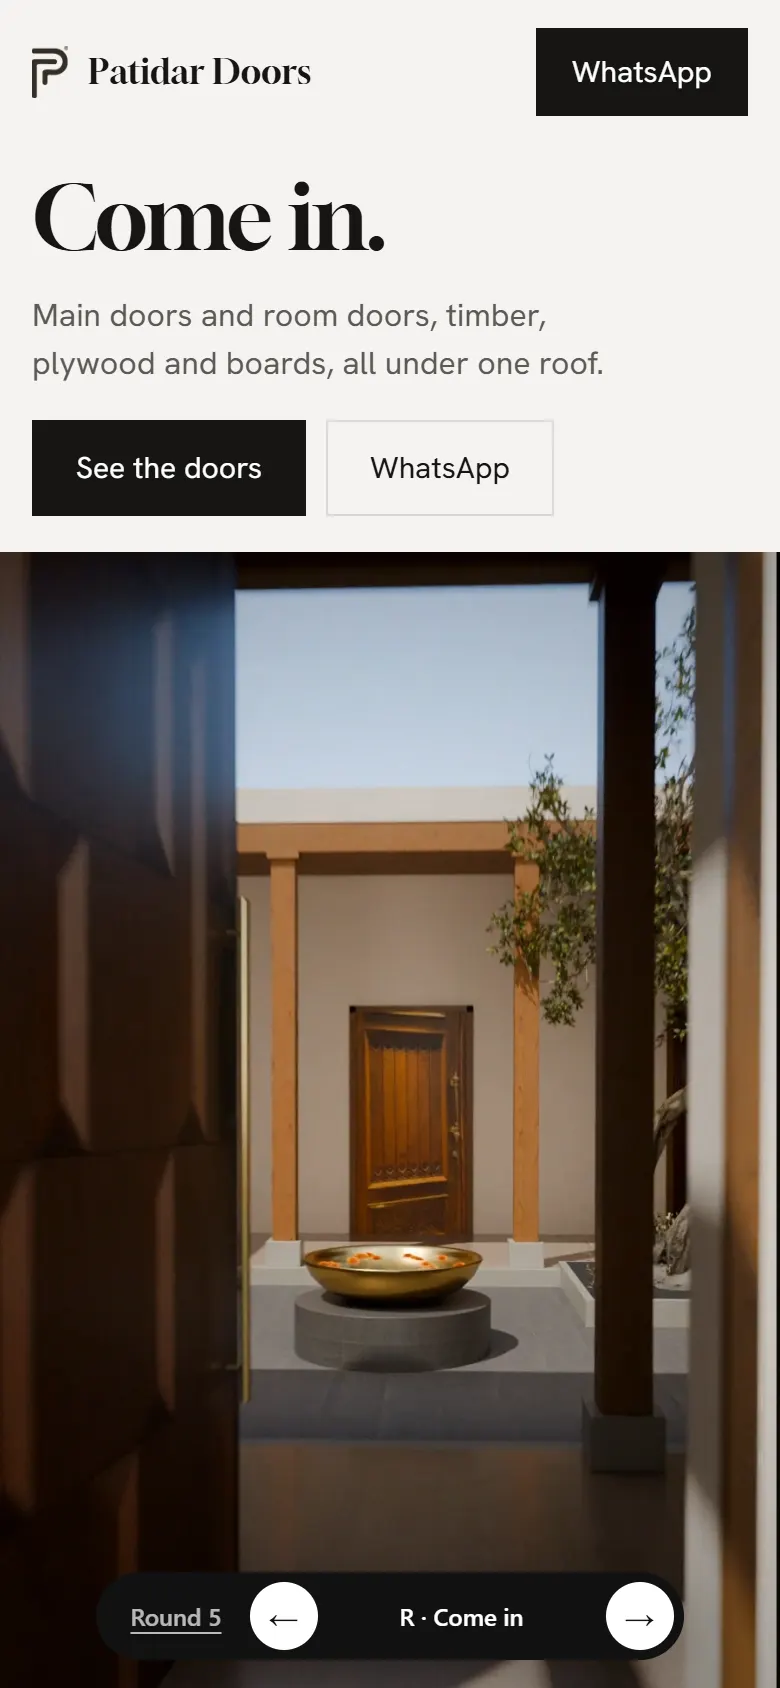 Patidar Doors
WhatsApp
Come in.
Main doors and room doors, timber,
plywood and boards, all under one roof.
See the doors
WhatsApp
Round 5
←
R · Come in
→